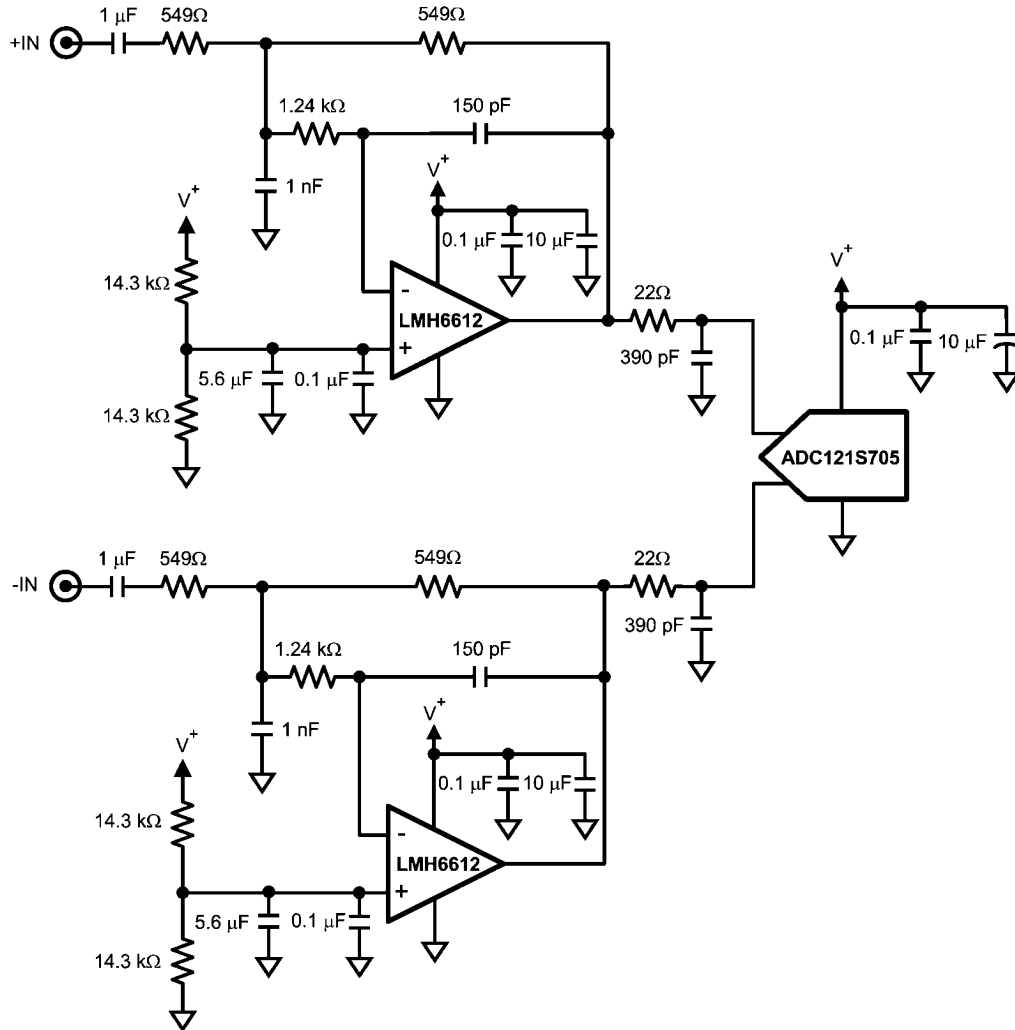 1 µF
549Ω
549Ω
+IN
1.24 kΩ
150 pF
1 nF
V+
V+
0.1 µF
10 µF
14.3 kΩ
-
LMH6612
+
22Ω
V+
5.6 µF
0.1 µF
390 pF
0.1 µF
10 µF
14.3 kΩ
ADC121S705
1 µF
549Ω
549Ω
22Ω
-IN
390 pF
1.24 kΩ
150 pF
1 nF
V+
V+
0.1 µF
10 µF
14.3 kΩ
-
LMH6612
+
5.6 µF
0.1 µF
14.3 kΩ